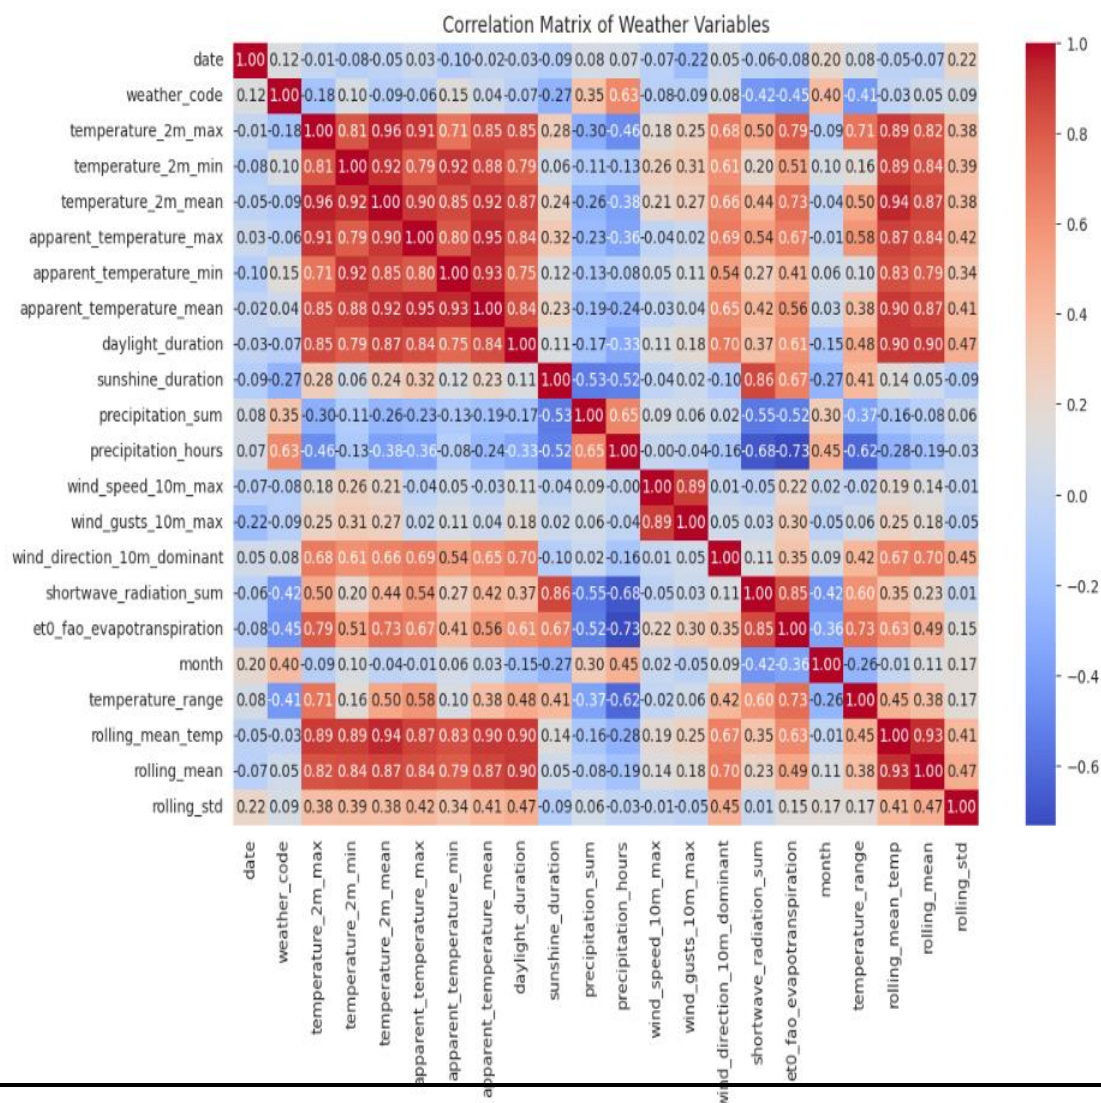 Correlation Matrix of Weather Variables
date 1.00 0.12 -0.01 -0.08 -0.05 0.03 -0.10 -0.02 -0.03 -0.09 0.08 0.07 -0.07 -0.22 0.05 -0.06 -0.08 0.20 0.08 -0.05 -0.07 0.22
weather_code 0.12 1.00 -0.18 0.10 -0.09 -0.06 0.15 0.04 -0.07 -0.27 0.35 0.63 -0.08 -0.09 0.08 -0.42 -0.45 0.40 -0.41 -0.03 0.05 0.09
temperature_2m_max -0.01 -0.18 1.00 0.81 0.96 0.91 0.71 0.85 0.85 0.28 -0.30 -0.46 0.18 0.25 0.68 0.50 0.79 -0.09 0.71 0.89 0.82 0.38
temperature_2m_min -0.08 0.10 0.81 1.00 0.92 0.79 0.92 0.88 0.79 0.06 -0.11 -0.13 0.26 0.31 0.61 0.20 0.51 0.10 0.16 0.89 0.84 0.39
temperature_2m_mean -0.05 -0.09 0.96 0.92 1.00 0.90 0.85 0.92 0.87 0.24 -0.26 -0.38 0.21 0.27 0.66 0.44 0.73 -0.04 0.50 0.94 0.87 0.38
apparent_temperature_max 0.03 -0.06 0.91 0.79 0.90 1.00 0.80 0.95 0.84 0.32 -0.23 -0.36 -0.04 0.02 0.69 0.54 0.67 -0.01 0.58 0.87 0.84 0.42
apparent_temperature_min -0.10 0.15 0.71 0.92 0.85 0.80 1.00 0.93 0.75 0.12 -0.13 -0.08 0.05 0.11 0.54 0.27 0.41 0.06 0.10 0.83 0.79 0.34
apparent_temperature_mean -0.02 0.04 0.85 0.88 0.92 0.95 0.93 1.00 0.84 0.23 -0.19 -0.24 -0.03 0.04 0.65 0.42 0.56 0.03 0.38 0.90 0.87 0.41
daylight_duration -0.03 -0.07 0.85 0.79 0.87 0.84 0.75 0.84 1.00 0.11 -0.17 -0.33 0.11 0.18 0.70 0.37 0.61 -0.15 0.48 0.90 0.90 0.47
sunshine_duration -0.09 -0.27 0.28 0.06 0.24 0.32 0.12 0.23 0.11 1.00 -0.53 -0.52 -0.04 0.02 -0.10 0.86 0.67 -0.27 0.41 0.14 0.05 -0.09
precipitation_sum 0.08 0.35 -0.30 -0.11 -0.26 -0.23 -0.13 -0.19 -0.17 -0.53 1.00 0.65 0.09 0.06 0.02 -0.55 -0.52 0.30 -0.37 -0.16 -0.08 0.06
precipitation_hours 0.07 0.63 -0.46 -0.13 -0.38 -0.36 -0.08 -0.24 -0.33 -0.52 0.65 1.00 -0.00 -0.04 -0.16 -0.68 -0.73 0.45 -0.62 -0.28 -0.19 -0.03
wind_speed_10m_max -0.07 -0.08 0.18 0.26 0.21 -0.04 0.05 -0.03 0.11 -0.04 0.09 -0.00 1.00 0.89 0.01 -0.05 0.22 0.02 -0.02 0.19 0.14 -0.01
wind_gusts_10m_max -0.22 -0.09 0.25 0.31 0.27 0.02 0.11 0.04 0.18 0.02 0.06 -0.04 0.89 1.00 0.05 0.03 0.30 -0.05 0.06 0.25 0.18 -0.05
wind_direction_10m_dominant 0.05 0.08 0.68 0.61 0.66 0.69 0.54 0.65 0.70 -0.10 0.02 -0.16 0.01 0.05 1.00 0.11 0.35 0.09 0.42 0.67 0.70 0.45
shortwave_radiation_sum -0.06 -0.42 0.50 0.20 0.44 0.54 0.27 0.42 0.37 0.86 -0.55 -0.68 -0.05 0.03 0.11 1.00 0.85 -0.42 0.60 0.35 0.23 0.01
et0_fao_evapotranspiration -0.08 -0.45 0.79 0.51 0.73 0.67 0.41 0.56 0.61 0.67 -0.52 -0.73 0.22 0.30 0.35 0.85 1.00 -0.36 0.73 0.63 0.49 0.15
month 0.20 0.40 -0.09 0.10 -0.04 -0.01 0.06 0.03 -0.15 -0.27 0.30 0.45 0.02 -0.05 0.09 -0.42 -0.36 1.00 -0.26 -0.01 0.11 0.17
temperature_range 0.08 -0.41 0.71 0.16 0.50 0.58 0.10 0.38 0.48 0.41 -0.37 -0.62 -0.02 0.06 0.42 0.60 0.73 -0.26 1.00 0.45 0.38 0.17
rolling_mean_temp -0.05 -0.03 0.89 0.89 0.94 0.87 0.83 0.90 0.90 0.14 -0.16 -0.28 0.19 0.25 0.67 0.35 0.63 -0.01 0.45 1.00 0.93 0.41
rolling_mean -0.07 0.05 0.82 0.84 0.87 0.84 0.79 0.87 0.90 0.05 -0.08 -0.19 0.14 0.18 0.70 0.23 0.49 0.11 0.38 0.93 1.00 0.47
rolling_std 0.22 0.09 0.38 0.39 0.38 0.42 0.34 0.41 0.47 -0.09 0.06 -0.03 -0.01 -0.05 0.45 0.01 0.15 0.17 0.17 0.41 0.47 1.00
date
weather_code
temperature_2m_max
temperature_2m_min
temperature_2m_mean
apparent_temperature_max
apparent_temperature_min
apparent_temperature_mean
daylight_duration
sunshine_duration
precipitation_sum
precipitation_hours
wind_speed_10m_max
wind_gusts_10m_max
wind_direction_10m_dominant
shortwave_radiation_sum
et0_fao_evapotranspiration
month
temperature_range
rolling_mean_temp
rolling_mean
rolling_std
1.0
0.8
0.6
0.4
0.2
0.0
−0.2
−0.4
−0.6